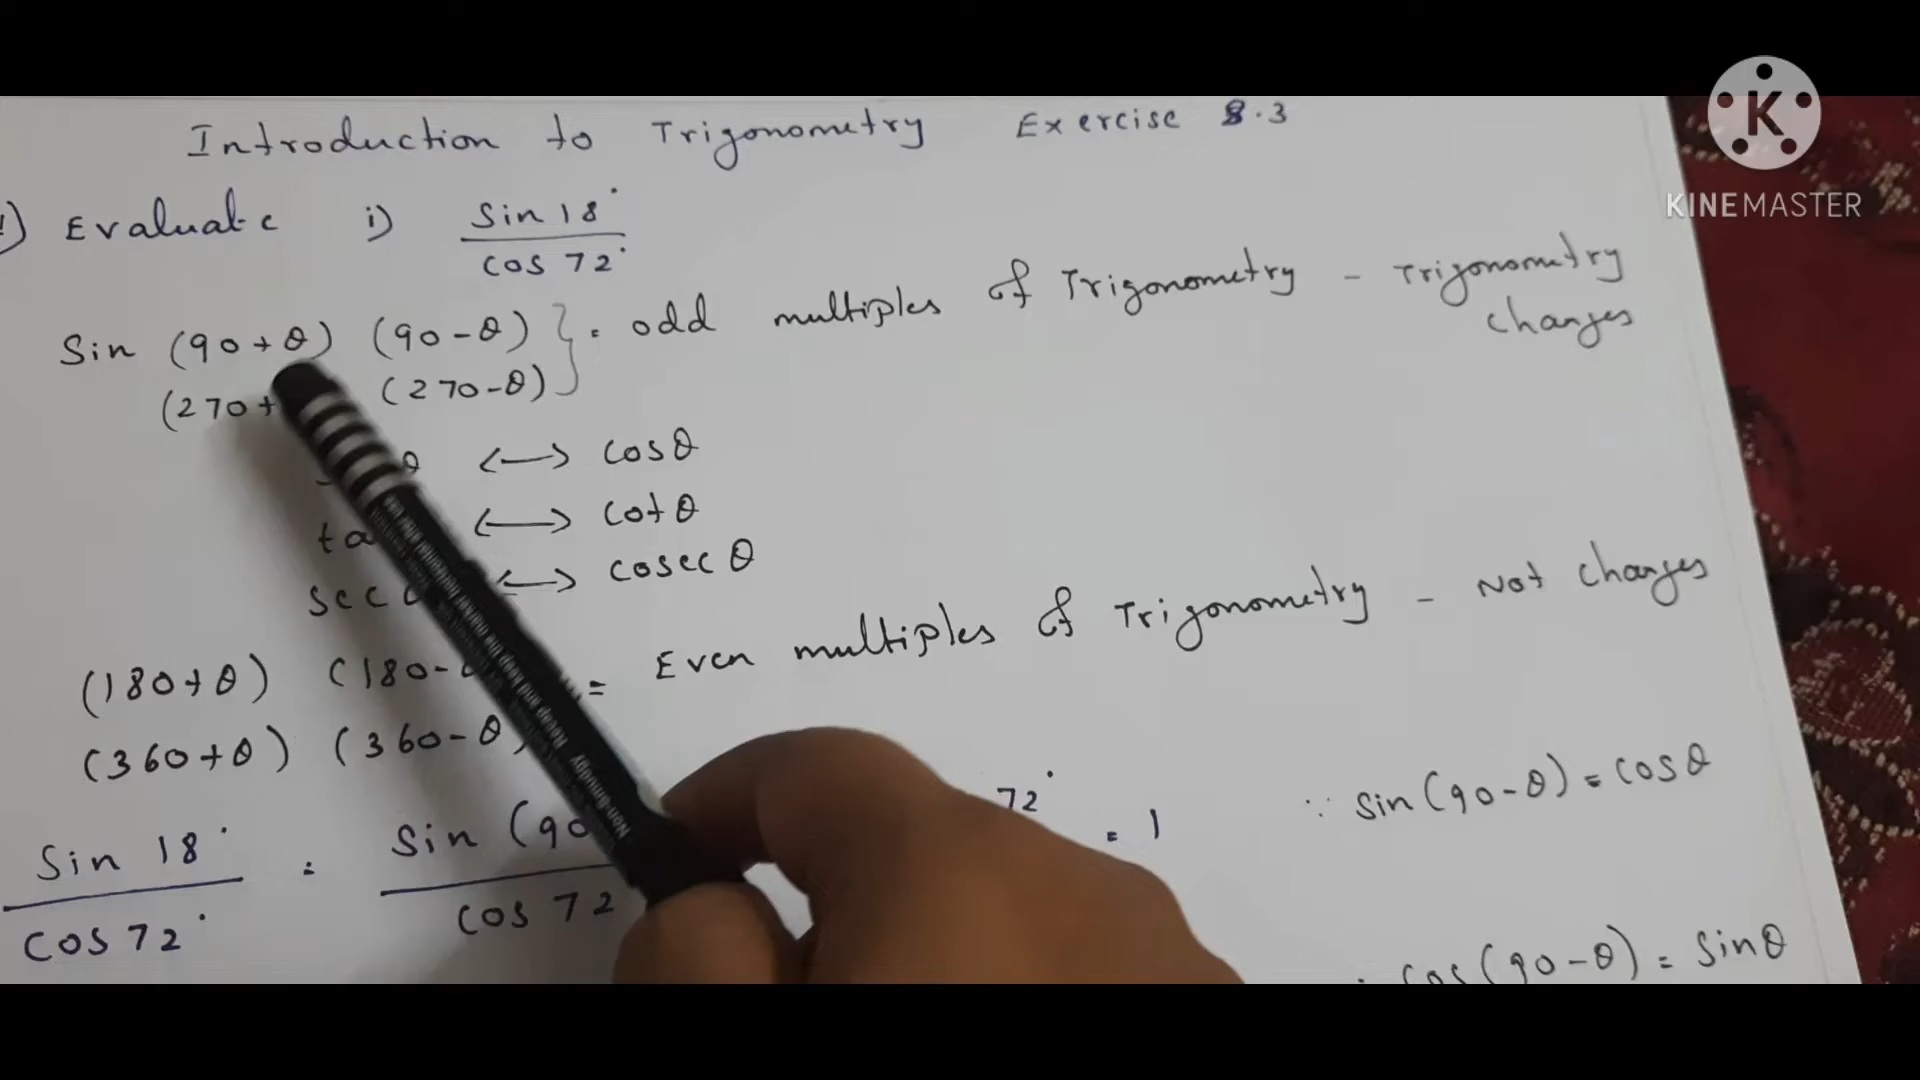 Introduction to Trigonometry Exercise 8.3
Evaluate i) Sin 18°
cos 72°
Sin (90+θ) (90-θ) } = odd multiples of Trigonometry - Trigonometry changes
(270+ (270-θ)
θ <-> cosθ
ta <-> cotθ
sec <-> cosecθ
(180+θ) (180- = Even multiples of Trigonometry - Not changes
(360+θ) (360-θ)
Sin 18° = Sin (90 72° = 1 ∵ sin(90-θ) = cosθ
cos 72° cos 72
cos(90-θ) = sinθ
K
KINEMASTER
Non-Smudgy